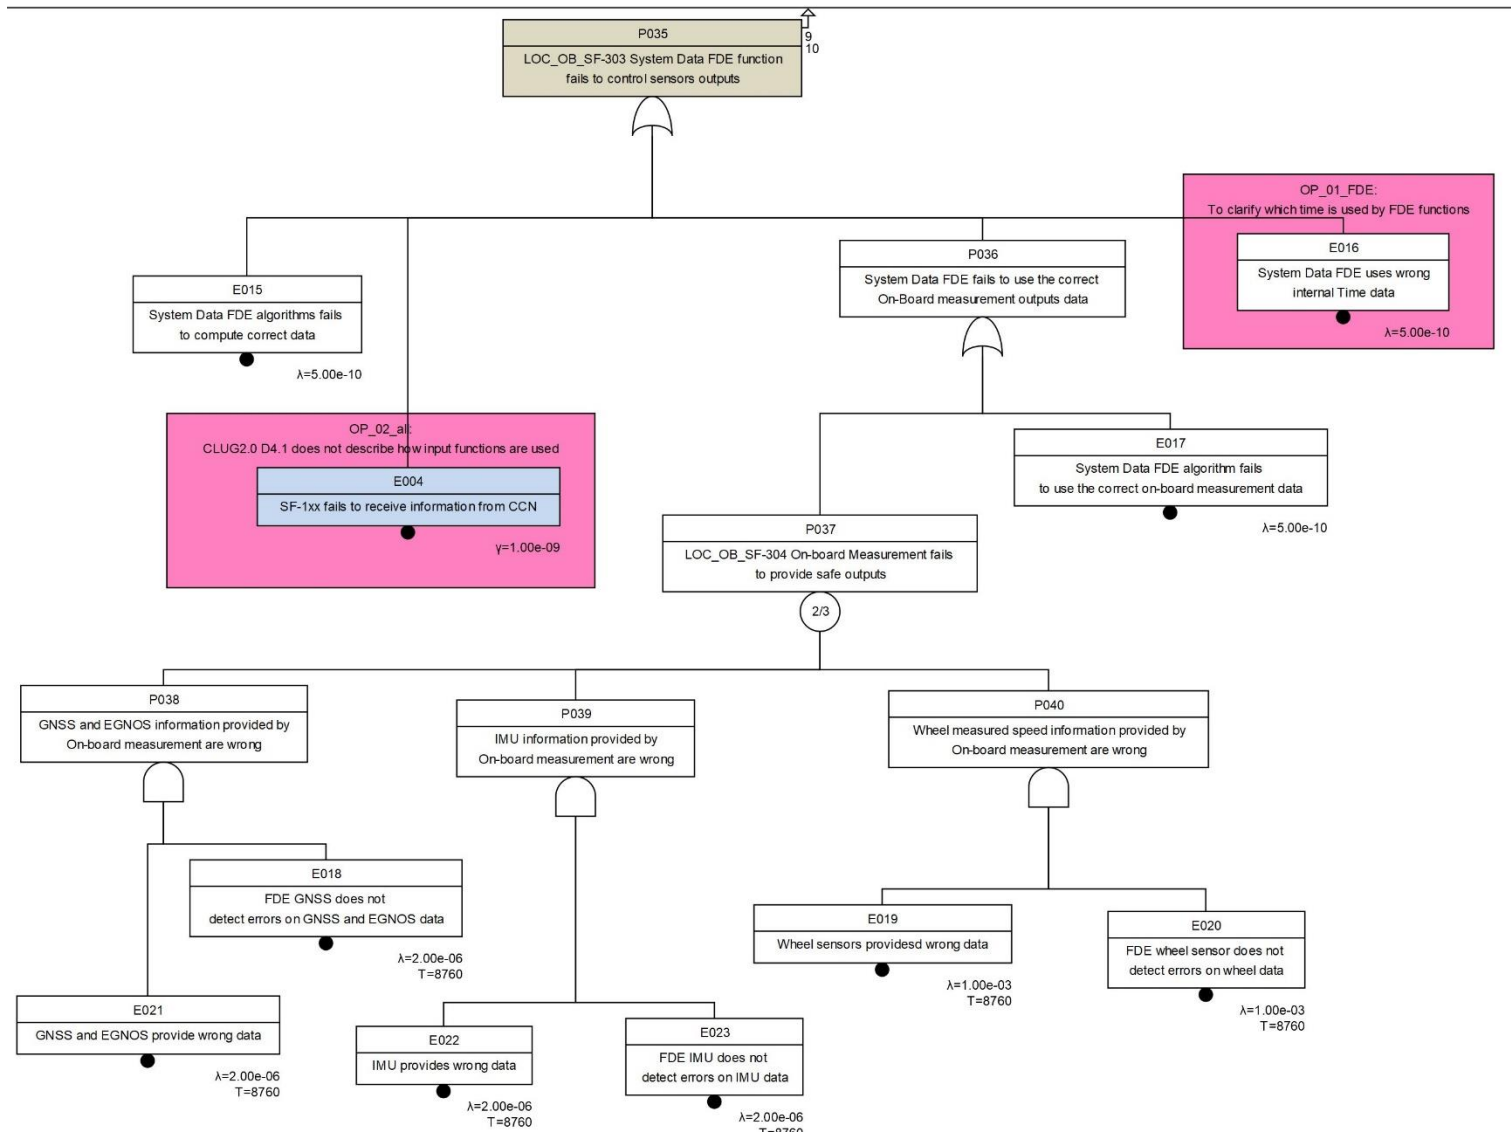 9
10
P035
LOC_OB_SF-303 System Data FDE function
fails to control sensors outputs
OP_01_FDE:
To clarify which time is used by FDE functions
E016
System Data FDE uses wrong
internal Time data
λ=5.00e-10
P036
System Data FDE fails to use the correct
On-Board measurement outputs data
E015
System Data FDE algorithms fails
to compute correct data
λ=5.00e-10
OP_02_all:
CLUG2.0 D4.1 does not describe how input functions are used
E004
SF-1xx fails to receive information from CCN
γ=1.00e-09
E017
System Data FDE algorithm fails
to use the correct on-board measurement data
λ=5.00e-10
P037
LOC_OB_SF-304 On-board Measurement fails
to provide safe outputs
2/3
P038
GNSS and EGNOS information provided by
On-board measurement are wrong
P039
IMU information provided by
On-board measurement are wrong
P040
Wheel measured speed information provided by
On-board measurement are wrong
E018
FDE GNSS does not
detect errors on GNSS and EGNOS data
λ=2.00e-06
T=8760
E019
Wheel sensors providesd wrong data
λ=1.00e-03
T=8760
E020
FDE wheel sensor does not
detect errors on wheel data
λ=1.00e-03
T=8760
E021
GNSS and EGNOS provide wrong data
λ=2.00e-06
T=8760
E022
IMU provides wrong data
λ=2.00e-06
T=8760
E023
FDE IMU does not
detect errors on IMU data
λ=2.00e-06
T=8760